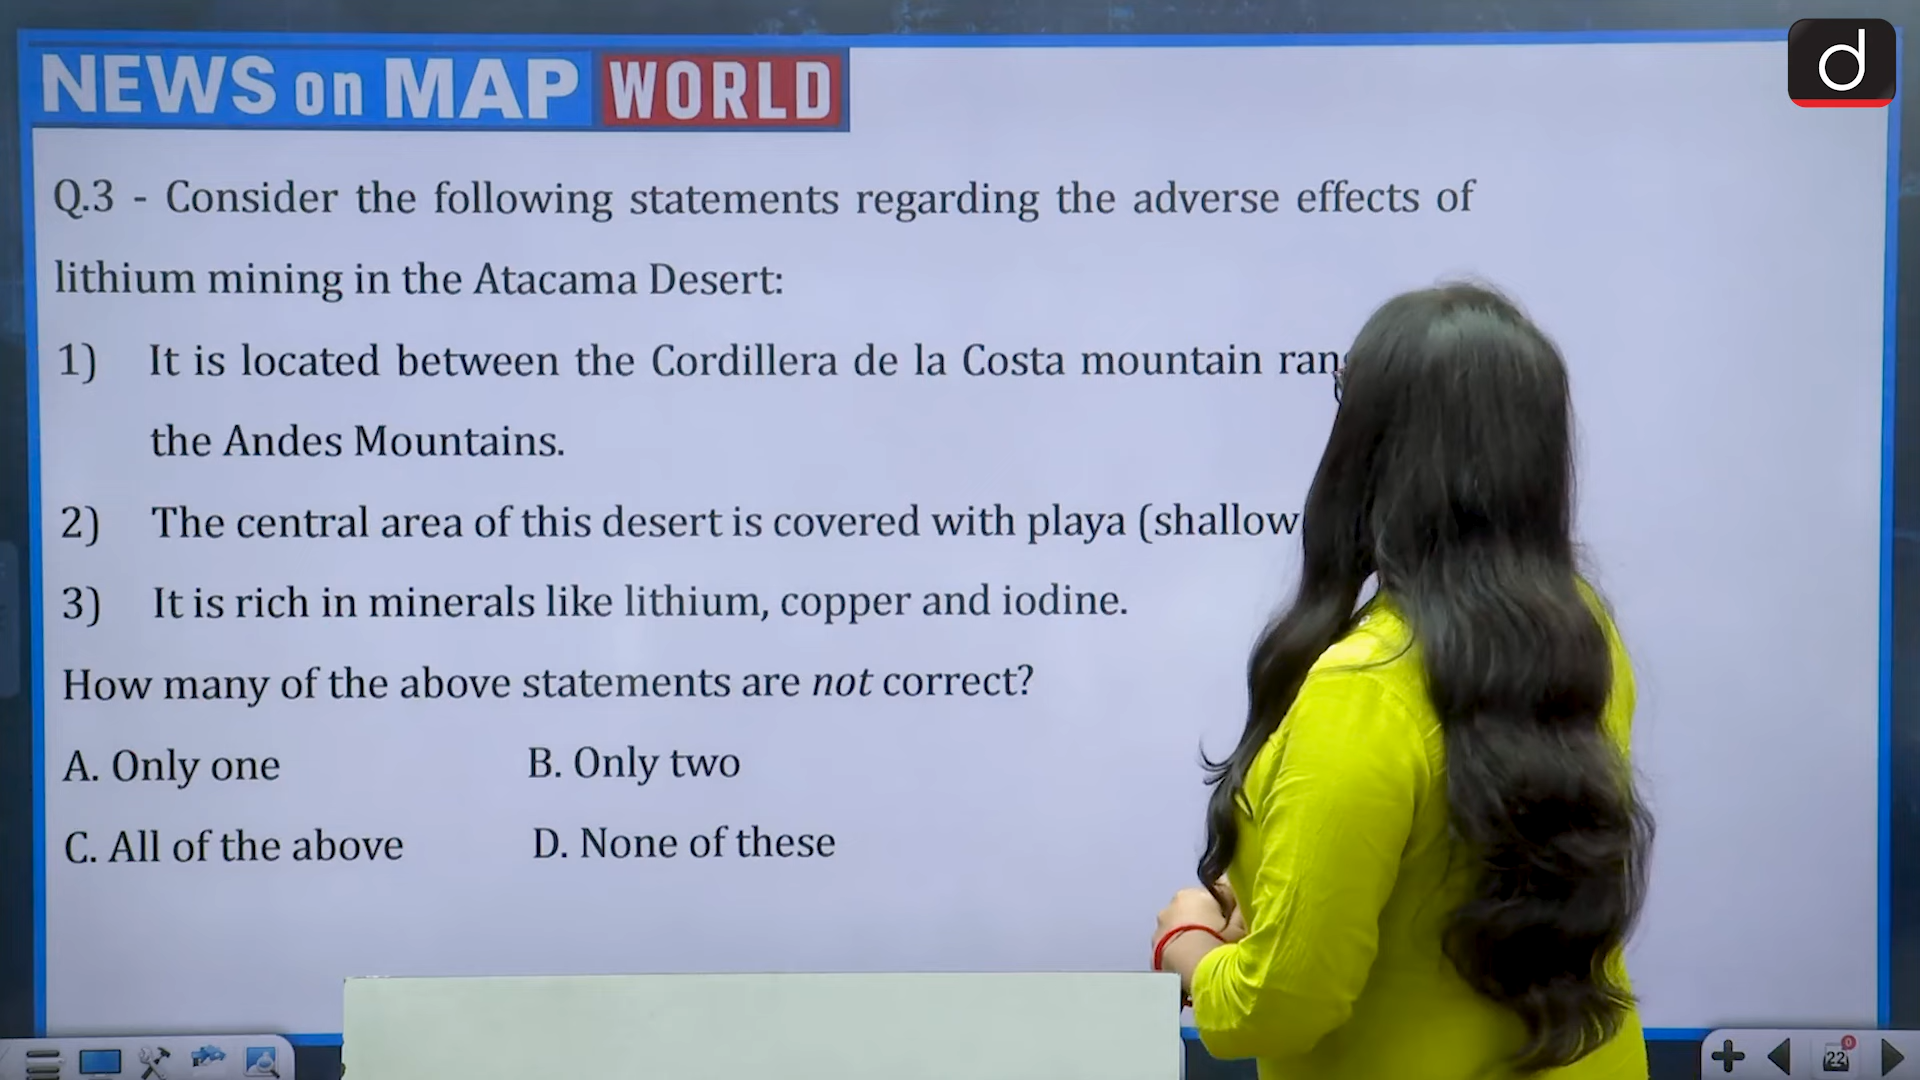 d
NEWS on MAP WORLD
Q.3 - Consider the following statements regarding the adverse effects of
lithium mining in the Atacama Desert:
1) It is located between the Cordillera de la Costa mountain
the Andes Mountains.
2) The central area of this desert is covered with playa (shallow
3) It is rich in minerals like lithium, copper and iodine.
How many of the above statements are not correct?
A. Only one B. Only two
C. All of the above D. None of these
22 0